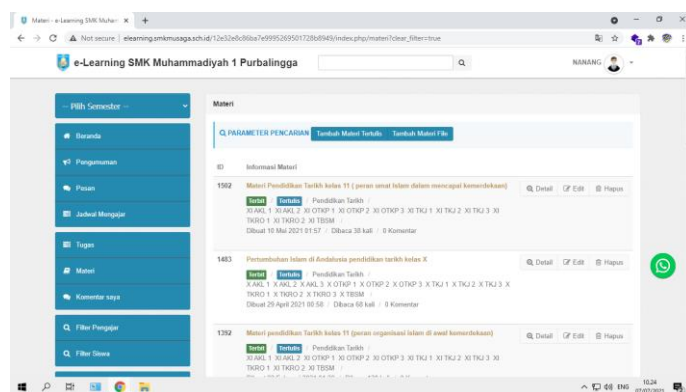 Materi - e-Learning SMK Muham
Not secure | elearning.smkmusaga.sch.id/12e32e8c86ba7e9995269501728b8949/index.php/materi?clear_filter=true
e-Learning SMK Muhammadiyah 1 Purbalingga
NANANG
-- Pilih Semester --
Beranda
Pengumuman
Pesan
Jadwal Mengajar
Tugas
Materi
Komentar saya
Filter Pengajar
Filter Siswa
Materi
PARAMETER PENCARIAN Tambah Materi Tertulis Tambah Materi File
ID Informasi Materi
1502 Materi Pendidikan Tarikh kelas 11 ( peran umat Islam dalam mencapai kemerdekaan) Detail Edit Hapus
Terbit / Tertulis / Pendidikan Tarikh /
XI AKL 1 XI AKL 2 XI OTKP 1 XI OTKP 2 XI OTKP 3 XI TKJ 1 XI TKJ 2 XI TKJ 3 XI
TKRO 1 XI TKRO 2 XI TBSM /
Dibuat 10 Mei 2021 01:57 / Dibaca 38 kali / 0 Komentar
1483 Pertumbuhan Islam di Andalusia pendidikan tarikh kelas X Detail Edit Hapus
Terbit / Tertulis / Pendidikan Tarikh /
X AKL 1 X AKL 2 X AKL 3 X OTKP 1 X OTKP 2 X OTKP 3 X TKJ 1 X TKJ 2 X TKJ 3 X
TKRO 1 X TKRO 2 X TKRO 3 X TBSM /
Dibuat 29 April 2021 00:58 / Dibaca 68 kali / 0 Komentar
1392 Materi pendidikan Tarikh kelas 11 (peran organisasi Islam di awal kemerdekaan) Detail Edit Hapus
Terbit / Tertulis / Pendidikan Tarikh /
XI AKL 1 XI AKL 2 XI OTKP 1 XI OTKP 2 XI OTKP 3 XI TKJ 1 XI TKJ 2 XI TKJ 3 XI
TKRO 1 XI TKRO 2 XI TBSM /
ENG
10.24
07/07/2021